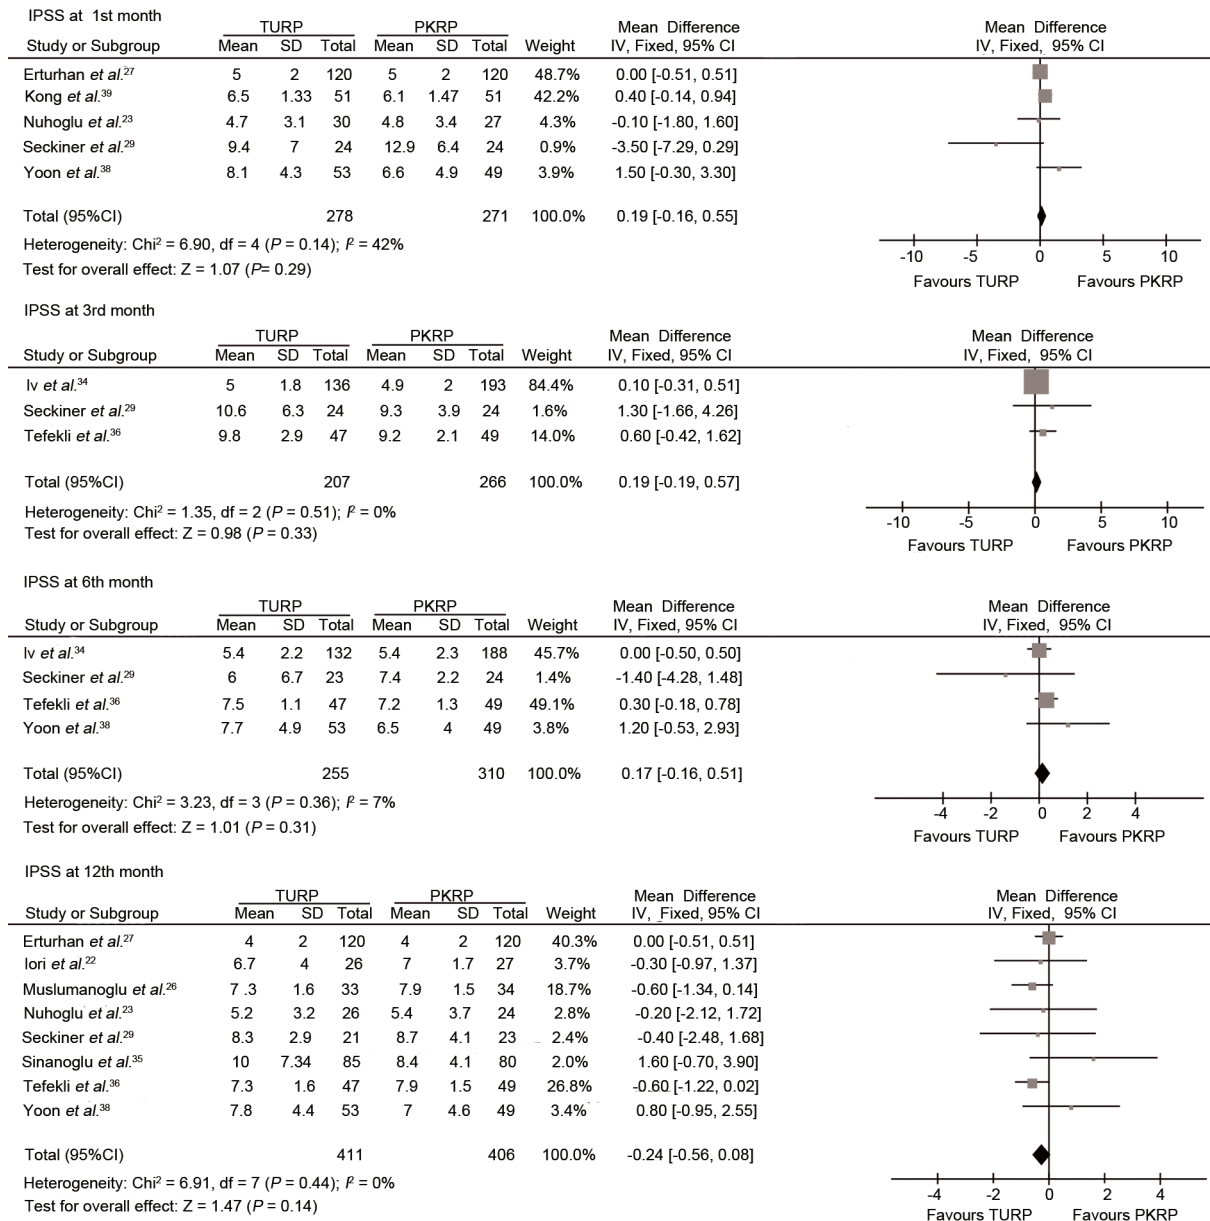 IPSS at 1st month
TURP PKRP Mean Difference Mean Difference
Study or Subgroup Mean SD Total Mean SD Total Weight IV, Fixed, 95% CI IV, Fixed, 95% CI
Erturhan et al.27 5 2 120 5 2 120 48.7% 0.00 [-0.51, 0.51]
Kong et al.39 6.5 1.33 51 6.1 1.47 51 42.2% 0.40 [-0.14, 0.94]
Nuhoglu et al.23 4.7 3.1 30 4.8 3.4 27 4.3% -0.10 [-1.80, 1.60]
Seckiner et al.29 9.4 7 24 12.9 6.4 24 0.9% -3.50 [-7.29, 0.29]
Yoon et al.38 8.1 4.3 53 6.6 4.9 49 3.9% 1.50 [-0.30, 3.30]
Total (95%CI) 278 271 100.0% 0.19 [-0.16, 0.55]
Heterogeneity: Chi² = 6.90, df = 4 (P = 0.14); I² = 42%
Test for overall effect: Z = 1.07 (P= 0.29)
-10 -5 0 5 10
Favours TURP Favours PKRP
IPSS at 3rd month
TURP PKRP Mean Difference Mean Difference
Study or Subgroup Mean SD Total Mean SD Total Weight IV, Fixed, 95% CI IV, Fixed, 95% CI
Iv et al.34 5 1.8 136 4.9 2 193 84.4% 0.10 [-0.31, 0.51]
Seckiner et al.29 10.6 6.3 24 9.3 3.9 24 1.6% 1.30 [-1.66, 4.26]
Tefekli et al.36 9.8 2.9 47 9.2 2.1 49 14.0% 0.60 [-0.42, 1.62]
Total (95%CI) 207 266 100.0% 0.19 [-0.19, 0.57]
Heterogeneity: Chi² = 1.35, df = 2 (P = 0.51); I² = 0%
Test for overall effect: Z = 0.98 (P = 0.33)
-10 -5 0 5 10
Favours TURP Favours PKRP
IPSS at 6th month
TURP PKRP Mean Difference Mean Difference
Study or Subgroup Mean SD Total Mean SD Total Weight IV, Fixed, 95% CI IV, Fixed, 95% CI
Iv et al.34 5.4 2.2 132 5.4 2.3 188 45.7% 0.00 [-0.50, 0.50]
Seckiner et al.29 6 6.7 23 7.4 2.2 24 1.4% -1.40 [-4.28, 1.48]
Tefekli et al.36 7.5 1.1 47 7.2 1.3 49 49.1% 0.30 [-0.18, 0.78]
Yoon et al.38 7.7 4.9 53 6.5 4 49 3.8% 1.20 [-0.53, 2.93]
Total (95%CI) 255 310 100.0% 0.17 [-0.16, 0.51]
Heterogeneity: Chi² = 3.23, df = 3 (P = 0.36); I² = 7%
Test for overall effect: Z = 1.01 (P = 0.31)
-4 -2 0 2 4
Favours TURP Favours PKRP
IPSS at 12th month
TURP PKRP Mean Difference Mean Difference
Study or Subgroup Mean SD Total Mean SD Total Weight IV, Fixed, 95% CI IV, Fixed, 95% CI
Erturhan et al.27 4 2 120 4 2 120 40.3% 0.00 [-0.51, 0.51]
Iori et al.22 6.7 4 26 7 1.7 27 3.7% -0.30 [-0.97, 1.37]
Muslumanoglu et al.26 7.3 1.6 33 7.9 1.5 34 18.7% -0.60 [-1.34, 0.14]
Nuhoglu et al.23 5.2 3.2 26 5.4 3.7 24 2.8% -0.20 [-2.12, 1.72]
Seckiner et al.29 8.3 2.9 21 8.7 4.1 23 2.4% -0.40 [-2.48, 1.68]
Sinanoglu et al.35 10 7.34 85 8.4 4.1 80 2.0% 1.60 [-0.70, 3.90]
Tefekli et al.36 7.3 1.6 47 7.9 1.5 49 26.8% -0.60 [-1.22, 0.02]
Yoon et al.38 7.8 4.4 53 7 4.6 49 3.4% 0.80 [-0.95, 2.55]
Total (95%CI) 411 406 100.0% -0.24 [-0.56, 0.08]
Heterogeneity: Chi² = 6.91, df = 7 (P = 0.44); I² = 0%
Test for overall effect: Z = 1.47 (P = 0.14)
-4 -2 0 2 4
Favours TURP Favours PKRP